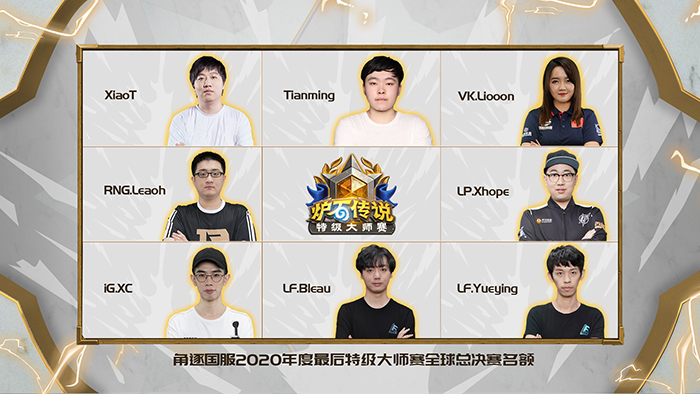 XiaoT
Tianming
VK.Liooon
RNG.Leaoh
炉石传说
特级大师赛
LP.Xhope
iG.XC
LF.Bleau
LF.Yueying
角逐国服2020年度最后特级大师赛全球总决赛名额